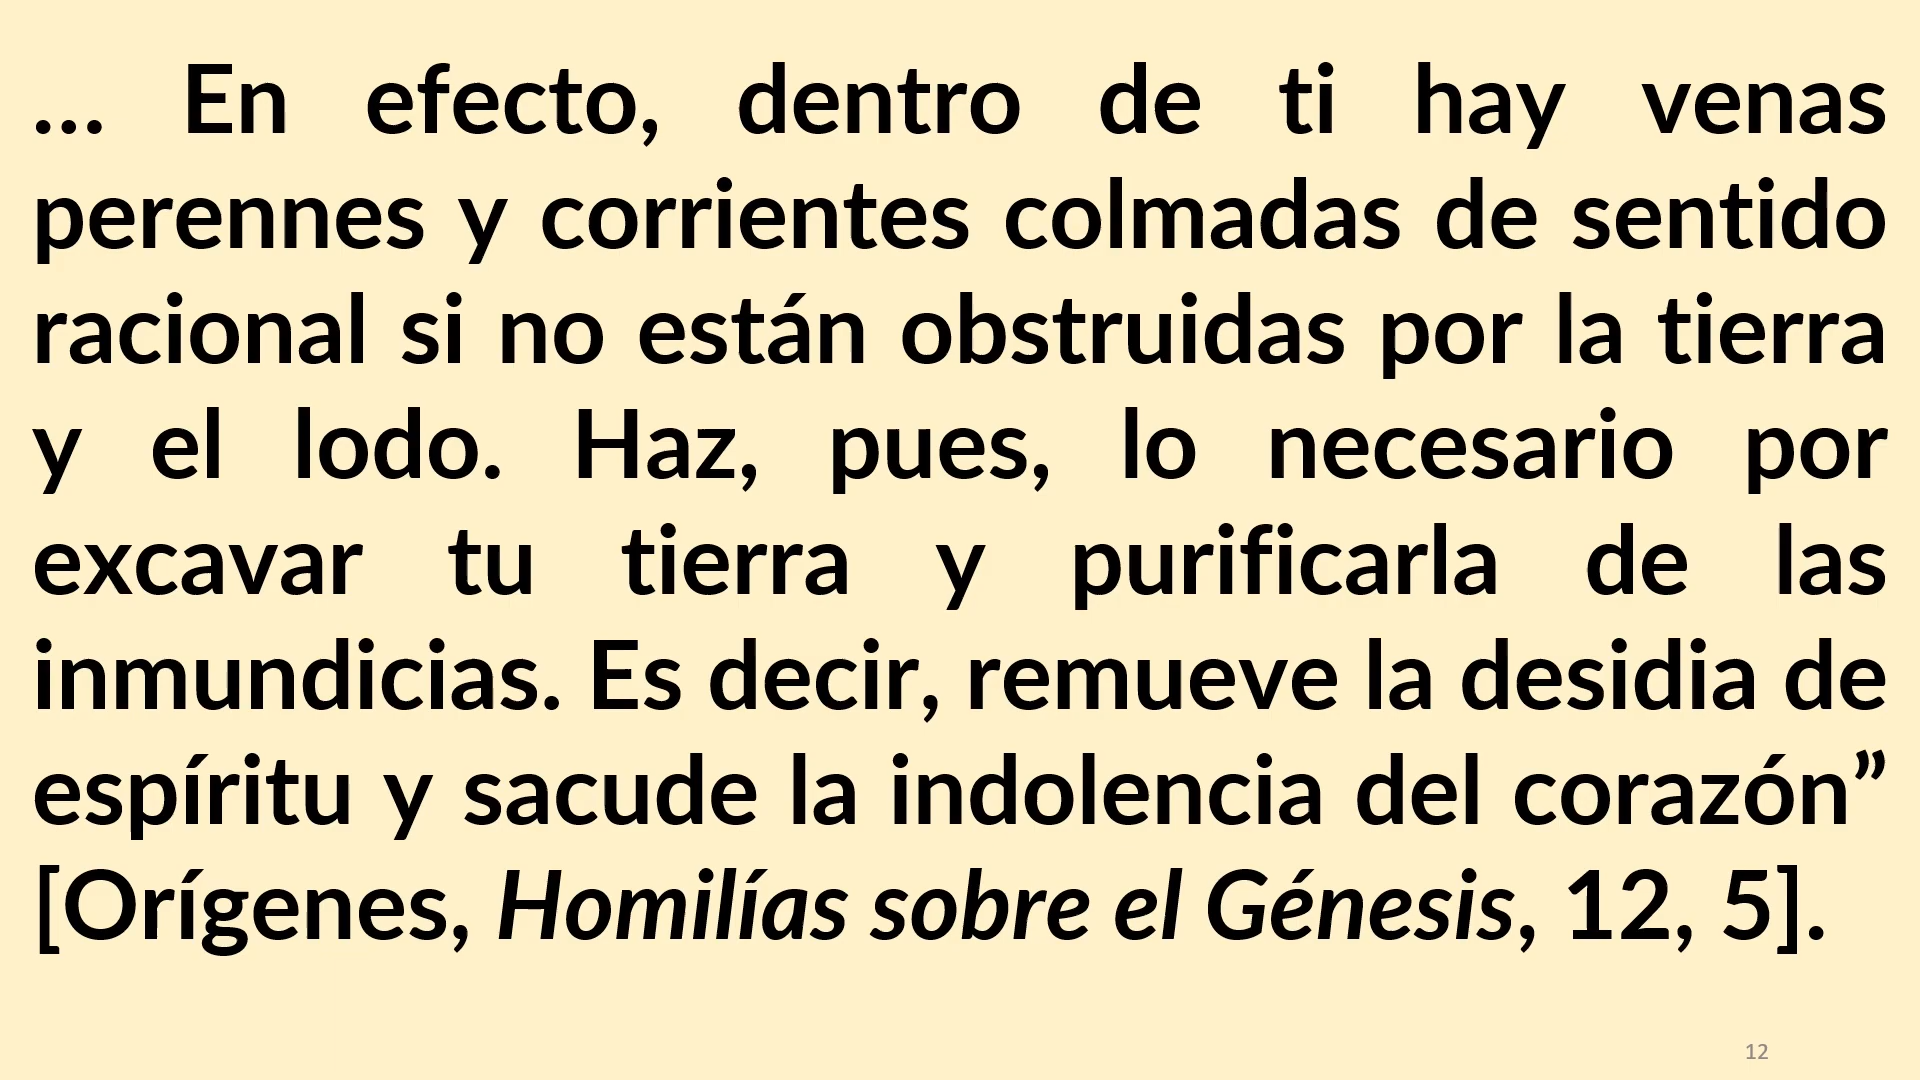 … En efecto, dentro de ti hay venas
perennes y corrientes colmadas de sentido
racional si no están obstruidas por la tierra
y el lodo. Haz, pues, lo necesario por
excavar tu tierra y purificarla de las
inmundicias. Es decir, remueve la desidia de
espíritu y sacude la indolencia del corazón”
[Orígenes, Homilías sobre el Génesis, 12, 5].
12